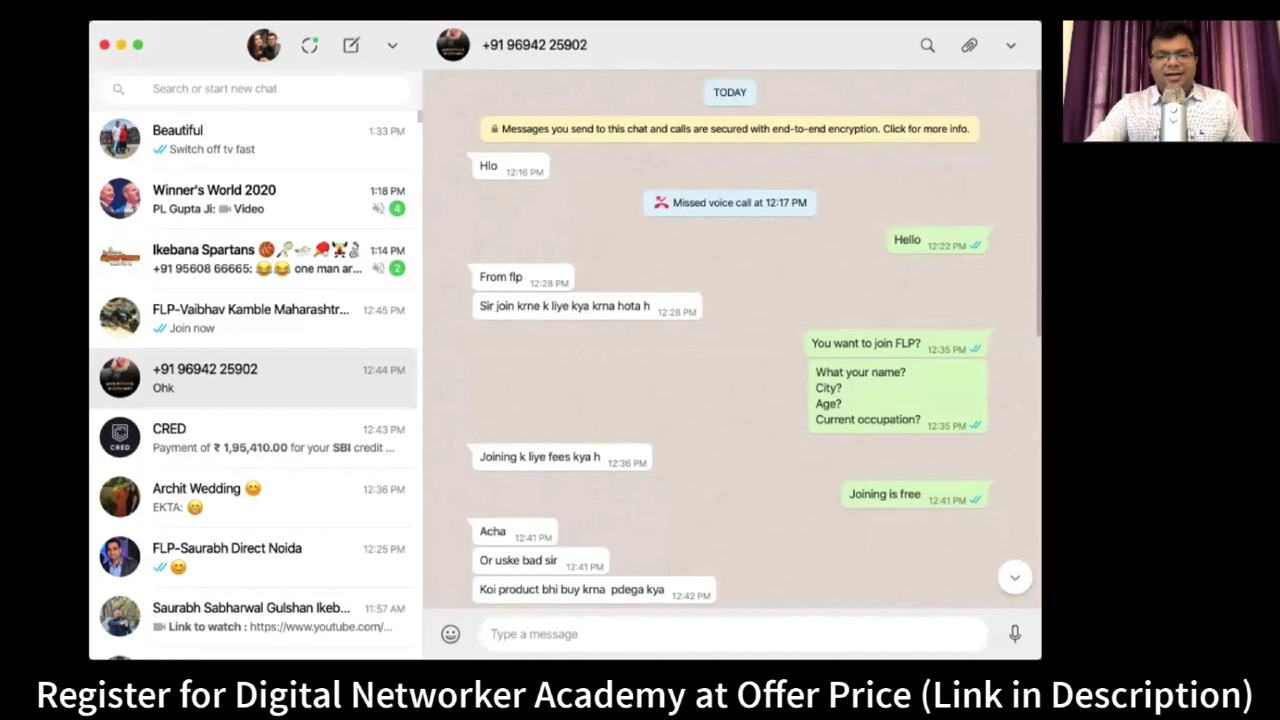 +91 96942 25902
Search or start new chat
Beautiful 1:33 PM
Switch off tv fast
Winner's World 2020 1:18 PM
PL Gupta Ji: Video 4
Ikebana Spartans 1:14 PM
+91 95608 66665: 😂😂 one man ar... 2
FLP-Vaibhav Kamble Maharashtr... 12:45 PM
Join now
+91 96942 25902 12:44 PM
Ohk
CRED 12:43 PM
CRED
Payment of ₹ 1,95,410.00 for your SBI credit ...
Archit Wedding 😊 12:36 PM
EKTA: 😊
FLP-Saurabh Direct Noida 12:25 PM
😊
Saurabh Sabharwal Gulshan Ikeb... 11:57 AM
Link to watch : https://www.youtube.com/...
TODAY
Messages you send to this chat and calls are secured with end-to-end encryption. Click for more info.
Hlo 12:16 PM
Missed voice call at 12:17 PM
Hello 12:22 PM
From flp 12:28 PM
Sir join krne k liye kya krna hota h 12:28 PM
You want to join FLP? 12:35 PM
What your name?
City?
Age?
Current occupation? 12:35 PM
Joining k liye fees kya h 12:36 PM
Joining is free 12:41 PM
Acha 12:41 PM
Or uske bad sir 12:41 PM
Koi product bhi buy krna pdega kya 12:42 PM
Type a message
Register for Digital Networker Academy at Offer Price (Link in Description)